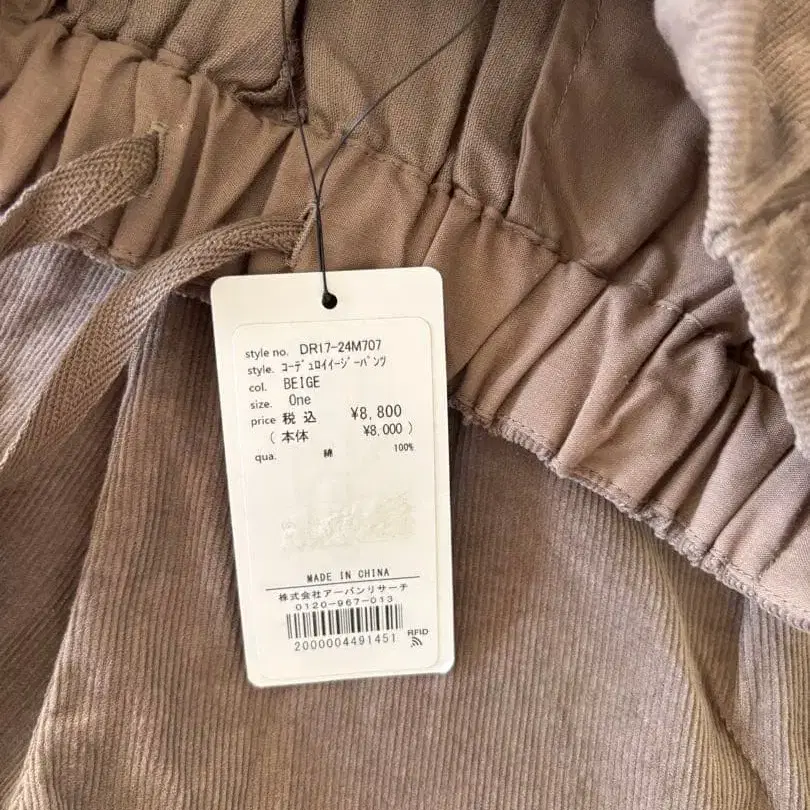 style no. DR17-24M707
style. ｺｰﾃﾞｭﾛｲｲｰｼﾞｰﾊﾟﾝﾂ
col. BEIGE
size. One
price 税込 ¥8,800
(本体 ¥8,000)
qua. 綿 100%
MADE IN CHINA
株式会社アーバンリサーチ
0120-967-013
2000004491451
RFID